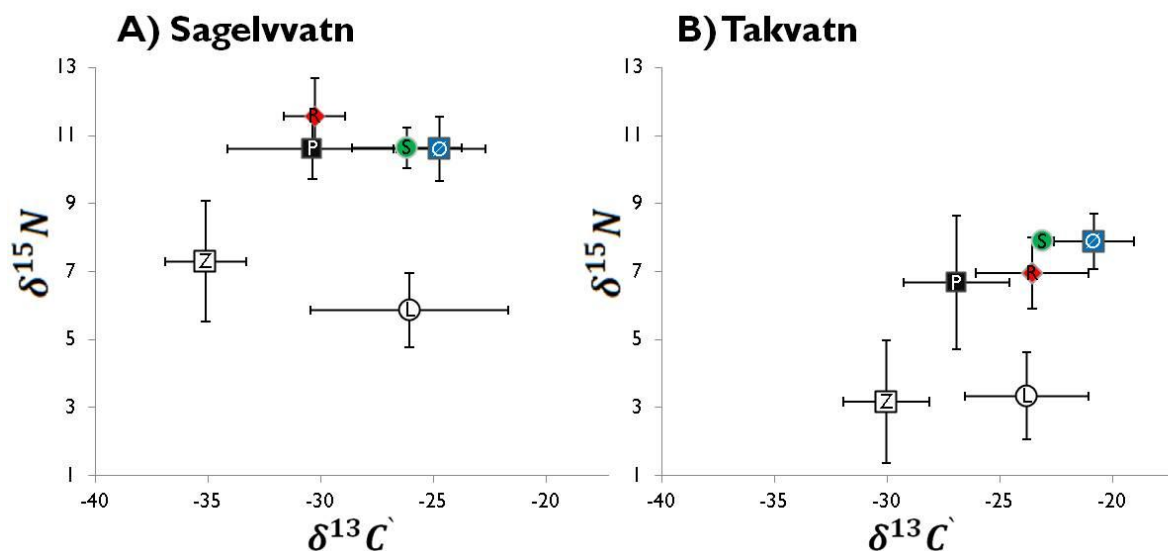 A) Sagelvvatn
B) Takvatn
δ¹⁵N
13
11
9
7
5
3
1
R
P
S
Ø
Z
L
-40
-35
-30
-25
-20
δ¹³C`
δ¹⁵N
13
11
9
7
5
3
1
S
Ø
R
P
Z
L
-40
-35
-30
-25
-20
δ¹³C`